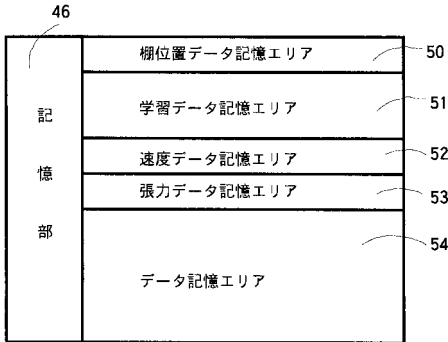 46
記憶部
棚位置データ記憶エリア
50
学習データ記憶エリア
51
速度データ記憶エリア
52
張力データ記憶エリア
53
データ記憶エリア
54